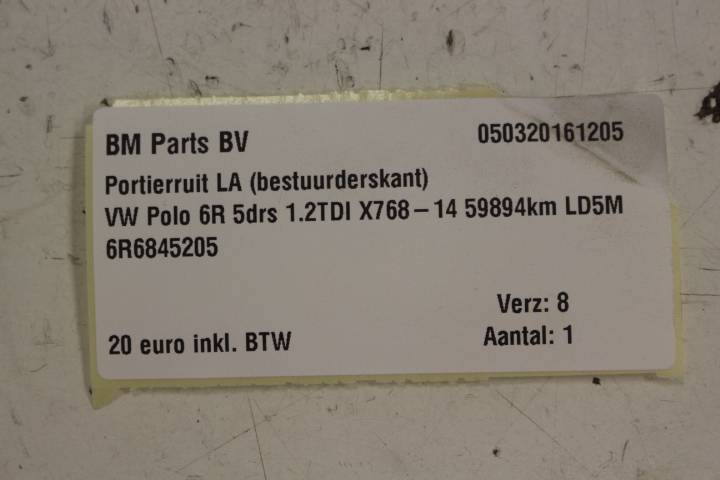 BM Parts BV 050320161205
Portierruit LA (bestuurderskant)
VW Polo 6R 5drs 1.2TDI X768-14 59894km LD5M
6R6845205
Verz: 8
20 euro inkl. BTW Aantal: 1